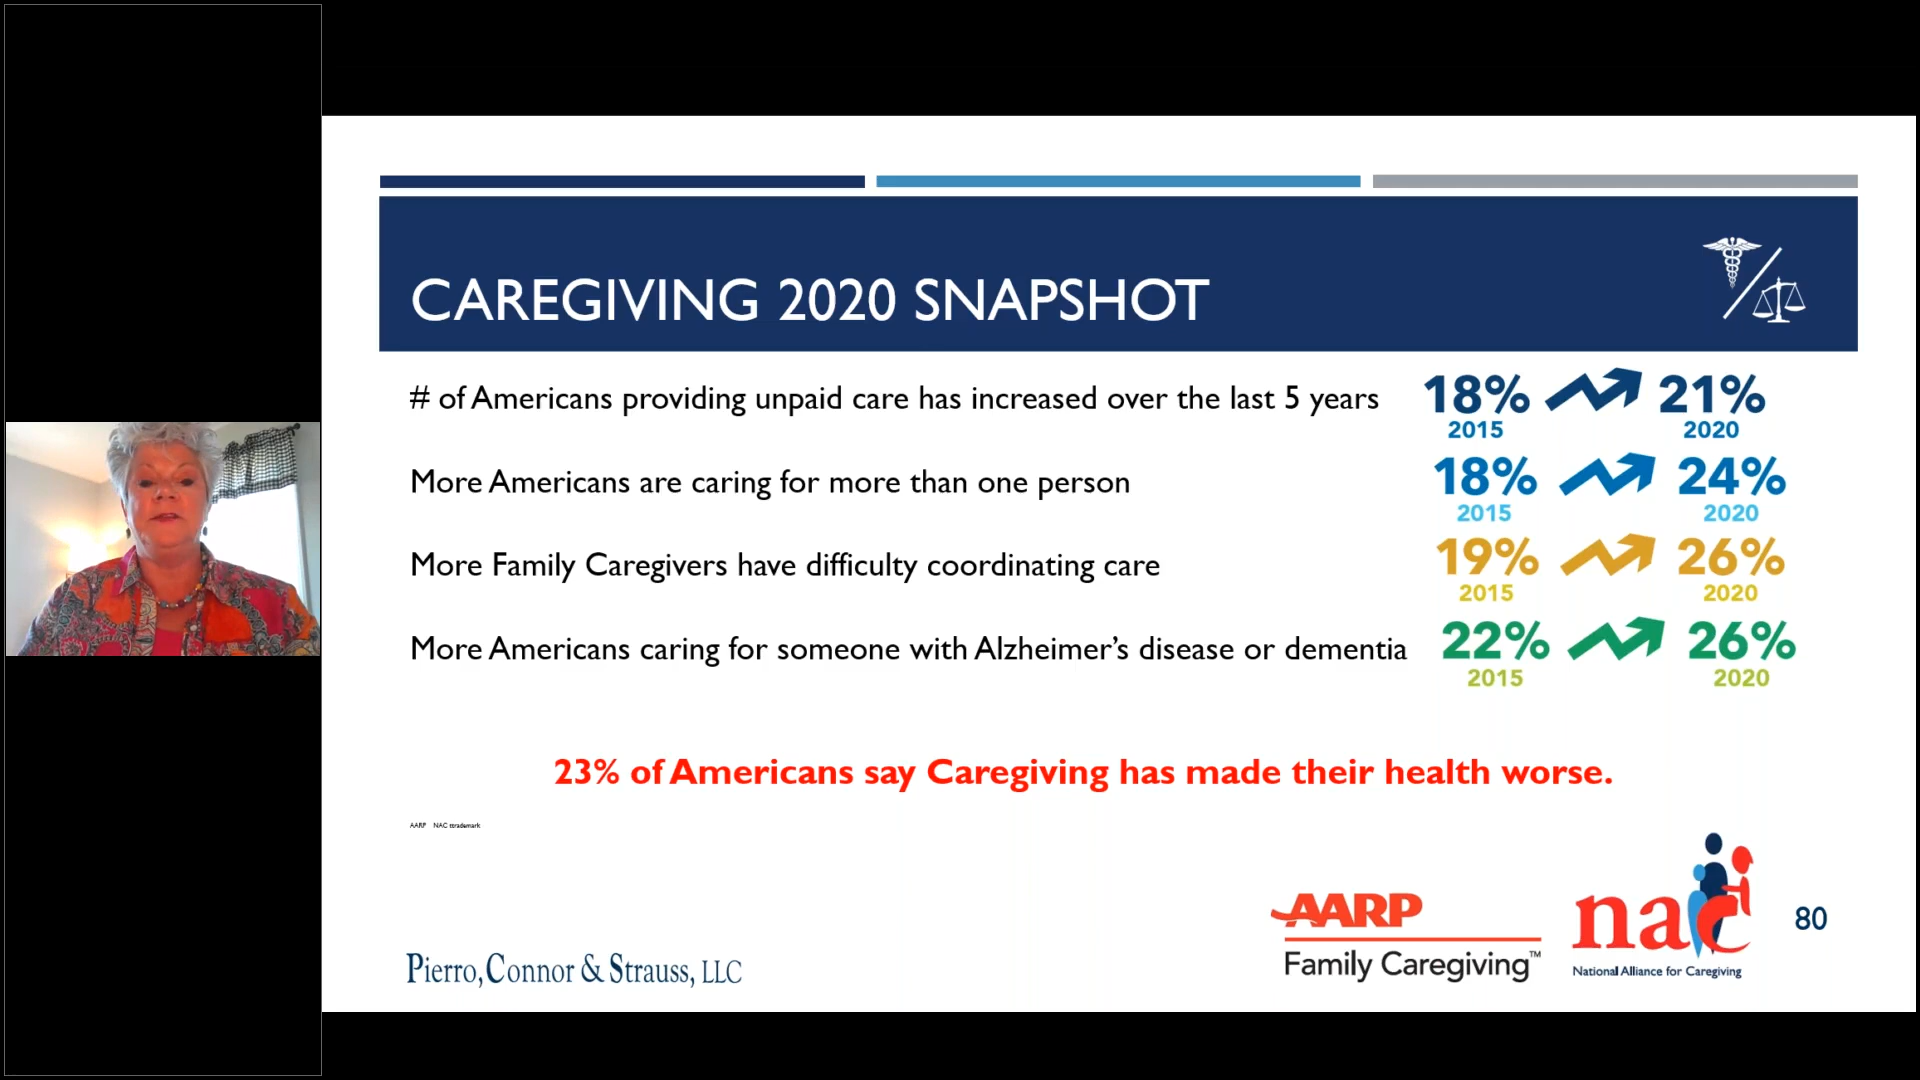 CAREGIVING 2020 SNAPSHOT
# of Americans providing unpaid care has increased over the last 5 years
18% 21%
2015 2020
More Americans are caring for more than one person
18% 24%
2015 2020
More Family Caregivers have difficulty coordinating care
19% 26%
2015 2020
More Americans caring for someone with Alzheimer's disease or dementia
22% 26%
2015 2020
23% of Americans say Caregiving has made their health worse.
AARP NAC ttrademark
Pierro, Connor & Strauss, LLC
AARP
Family Caregiving™
nac
National Alliance for Caregiving
80